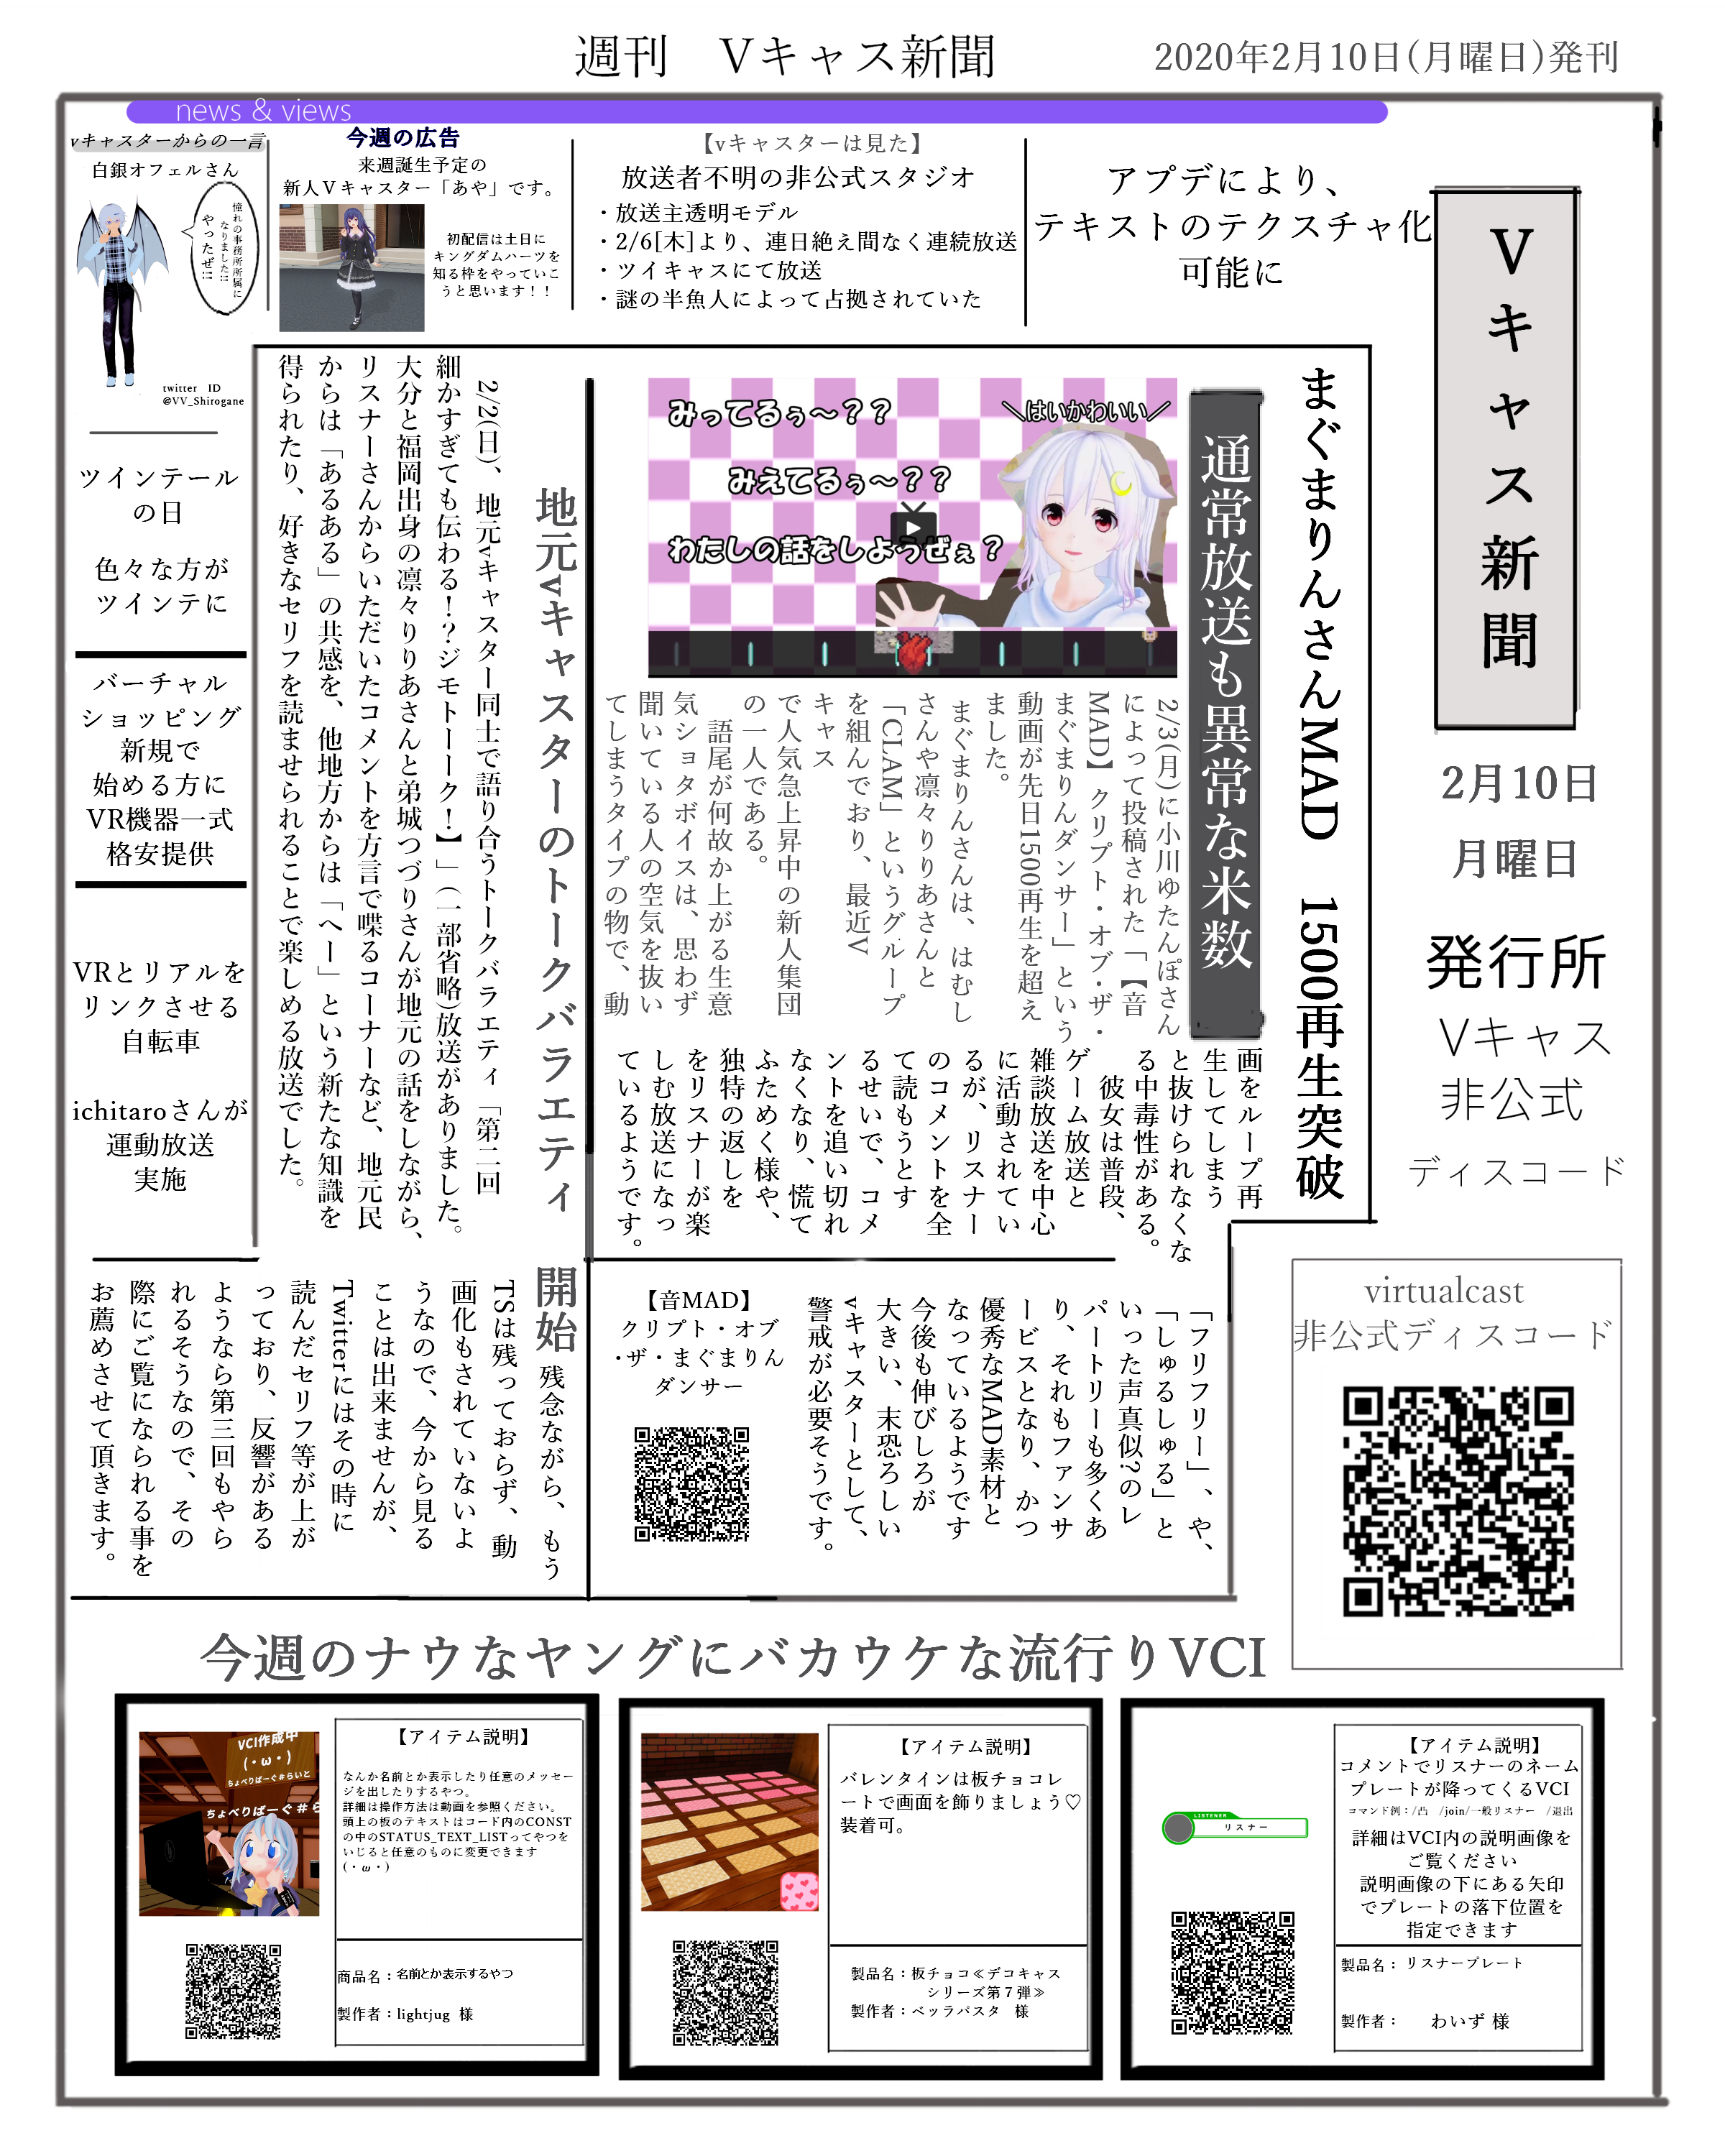 週刊　Vキャス新聞
2020年2月10日(月曜日)発刊
news & views
Vキャス新聞
2月10日
月曜日
発行所
Vキャス
非公式
ディスコード
virtualcast
非公式ディスコード
アプデにより、
テキストのテクスチャ化
可能に
【vキャスターは見た】
放送者不明の非公式スタジオ
・放送主透明モデル
・2/6[木]より、連日絶え間なく連続放送
・ツイキャスにて放送
・謎の半魚人によって占拠されていた
今週の広告
来週誕生予定の
新人Vキャスター「あや」です。
初配信は土日に
キングダムハーツを
知る枠をやっていこ
うと思います！！
vキャスターからの一言
白銀オフェルさん
憧れの事務所所属に
なりました!!
やったぜ!!
twitter ID
@VV_Shirogane
ツインテール
の日
色々な方が
ツインテに
バーチャル
ショッピング
新規で
始める方に
VR機器一式
格安提供
VRとリアルを
リンクさせる
自転車
ichitaroさんが
運動放送
実施
まぐまりんさんMAD　1500再生突破
通常放送も異常な米数
みってるぅ～？？
＼はいかわいい／
みえてるぅ～？？
わたしの話をしようぜぇ？
2/3(月)に小川ゆたんぽさん
によって投稿された「【音
MAD】クリプト・オブ・ザ・
まぐまりんダンサー」という
動画が先日1500再生を超え
ました。
まぐまりんさんは、はむし
さんや凛々りりあさんと
「CLAM」というグループ
を組んでおり、最近V
キャス
で人気急上昇中の新人集団
の一人である。
語尾が何故か上がる生意
気ショタボイスは、思わず
聞いている人の空気を抜い
てしまうタイプの物で、動
画をループ再
生してしまう
と抜けられなくな
る中毒性がある。
彼女は普段、
ゲーム放送と
雑談放送を中心
に活動されてい
るが、リスナー
のコメントを全
て読もうとす
るせいで、コメ
ントを追い切れ
なくなり、慌て
ふためく様や、
独特の返しを
をリスナーが楽
しむ放送になっ
ているようです。
「フリフリー」、や、
「しゅるしゅる」と
いった声真似?のレ
パートリーも多くあ
り、それもファンサ
ービスとなり、かつ
優秀なMAD素材と
なっているようです
今後も伸びしろが
大きい、末恐ろしい
vキャスターとして、
警戒が必要そうです。
【音MAD】
クリプト・オブ
・ザ・まぐまりん
ダンサー
地元vキャスターのトークバラエティ
開始
2/2(日)、地元vキャスター同士で語り合うトークバラエティ「第二回
細かすぎても伝わる！？ジモトーーク！】」(一部省略)放送がありました。
大分と福岡出身の凛々りりあさんと弟城つづりさんが地元の話をしながら、
リスナーさんからいただいたコメントを方言で喋るコーナーなど、地元民
からは「あるある」の共感を、他地方からは「へー」という新たな知識を
得られたり、好きなセリフを読ませられることで楽しめる放送でした。
残念ながら、もう
TSは残っておらず、動
画化もされていないよ
うなので、今から見る
ことは出来ませんが、
Twitterにはその時に
読んだセリフ等が上が
っており、反響がある
ようなら第三回もやら
れるそうなので、その
際にご覧になられる事を
お薦めさせて頂きます。
今週のナウなヤングにバカウケな流行りVCI
VCI作成中
(・ω・)
ちょべりばーぐ#らいと
ちょべりばーぐ#ら
【アイテム説明】
なんか名前とか表示したり任意のメッセー
ジを出したりするやつ。
詳細は操作方法は動画を参照ください。
頭上の板のテキストはコード内のCONST
の中のSTATUS_TEXT_LISTってやつを
いじると任意のものに変更できます
(・ω・)
商品名：名前とか表示するやつ
製作者：lightjug 様
【アイテム説明】
バレンタインは板チョコレ
ートで画面を飾りましょう♡
装着可。
製品名：板チョコ≪デコキャス
シリーズ第７弾≫
製作者：ベッラパスタ 様
LISTENER
リスナー
【アイテム説明】
コメントでリスナーのネーム
プレートが降ってくるVCI
コマンド例：/凸　/join/一般リスナー　/退出
詳細はVCI内の説明画像を
ご覧ください
説明画像の下にある矢印
でプレートの落下位置を
指定できます
製品名：リスナープレート
製作者：　わいず 様